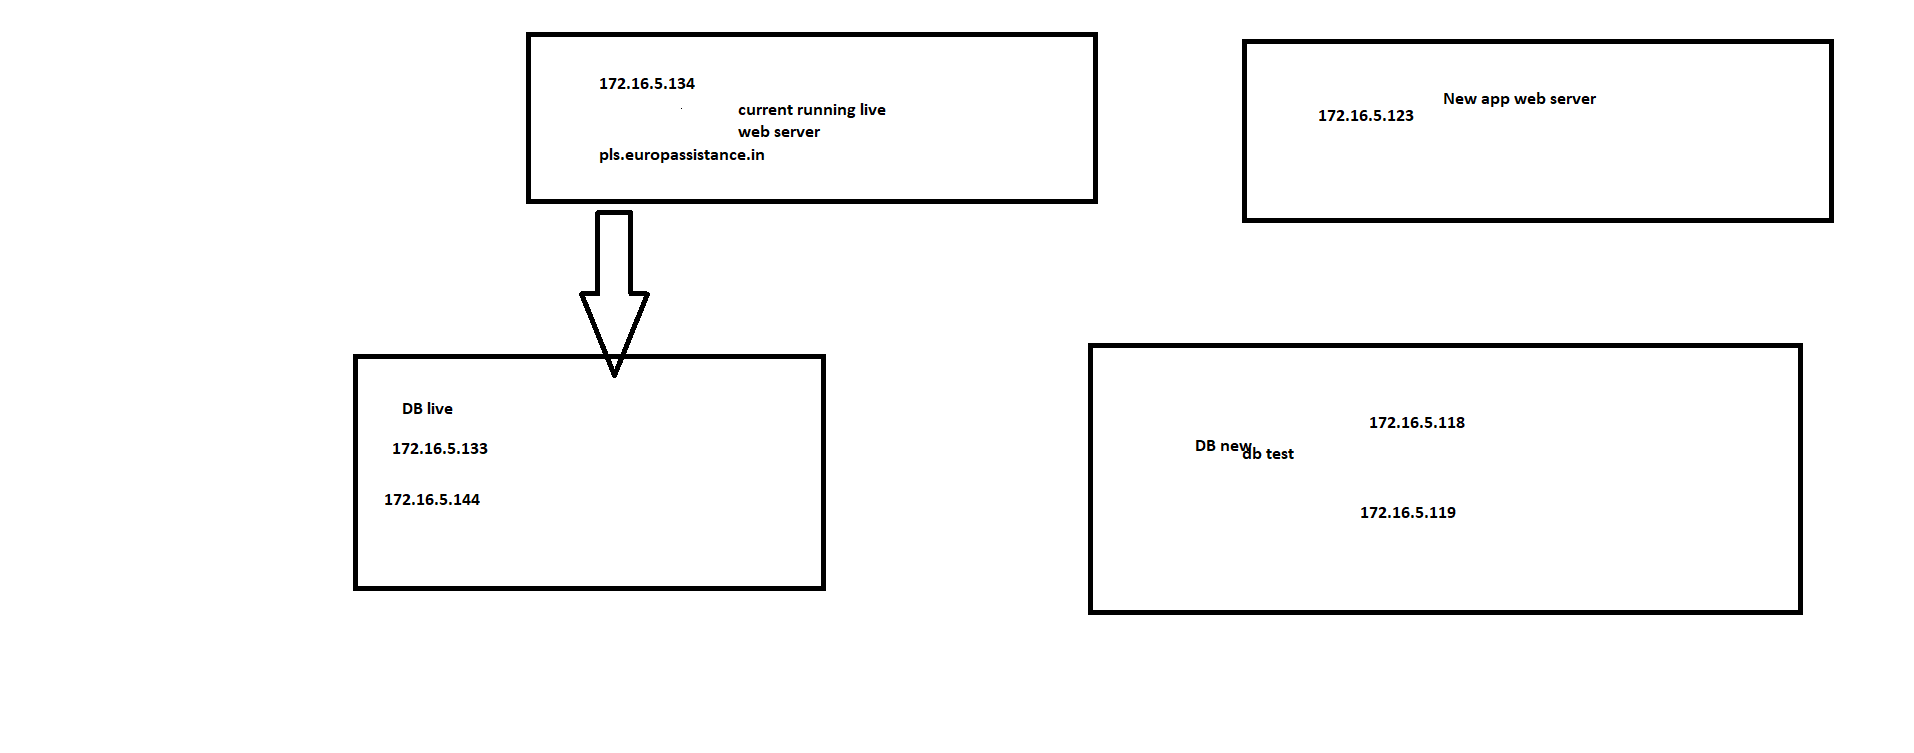 172.16.5.134
current running live
web server
pls.europassistance.in
New app web server
172.16.5.123
DB live
172.16.5.133
172.16.5.144
172.16.5.118
DB new
db test
172.16.5.119